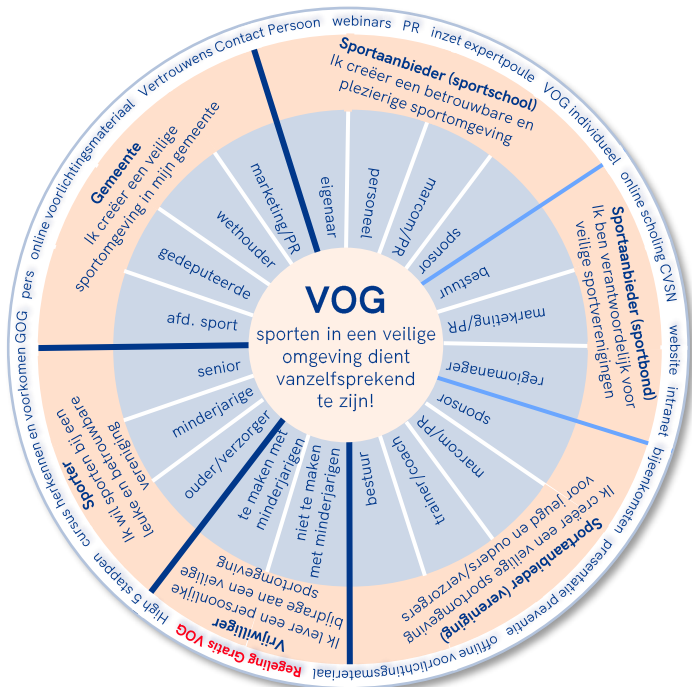 VOG
sporten in een veilige
omgeving dient
vanzelfsprekend
te zijn!
eigenaar
personeel
marcom/PR
sponsor
bestuur
marketing/PR
regiomanager
sponsor
marcom/PR
trainer/coach
bestuur
niet te maken
met minderjarigen
te maken met
minderjarigen
ouder/verzorger
minderjarige
senior
afd. sport
gedeputeerde
wethouder
marketing/PR
Sportaanbieder (sportschool)
Ik creëer een betrouwbare en
plezierige sportomgeving
Sportaanbieder (sportbond)
Ik ben verantwoordelijk voor
veilige sportverenigingen
Sportaanbieder (vereniging)
Ik creëer een veilige sportomgeving
voor jeugd en ouders/verzorgers
Vrijwilliger
Ik lever een persoonlijke
bijdrage aan een veilige
sportomgeving
Sporter
Ik wil sporten bij een
leuke en betrouwbare
vereniging
Gemeente
Ik creëer een veilige
sportomgeving in mijn gemeente
webinars
PR
inzet expertpoule
VOG individueel
online scholing CVSN
website
intranet
bijeenkomsten
presentatie preventie
offline voorlichtingsmateriaal
Regeling Gratis VOG
High 5 stappen
cursus herkennen en voorkomen GOG
pers
online voorlichtingsmateriaal
Vertrouwens Contact Persoon